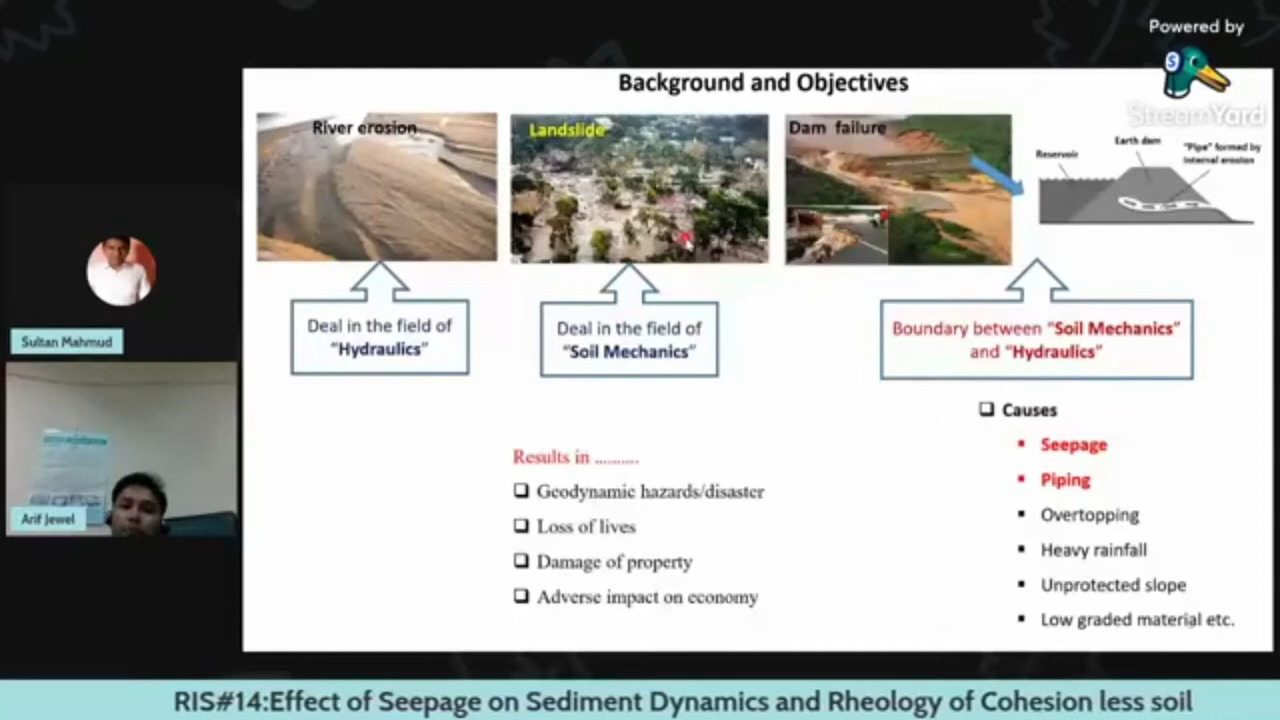 Powered by
StreamYard
Background and Objectives
River erosion
Landslide
Dam failure
Reservoir
Earth dam
"Pipe" formed by
internal erosion
Deal in the field of
"Hydraulics"
Deal in the field of
"Soil Mechanics"
Boundary between "Soil Mechanics"
and "Hydraulics"
Causes
Seepage
Piping
Overtopping
Heavy rainfall
Unprotected slope
Low graded material etc.
Results in ..........
Geodynamic hazards/disaster
Loss of lives
Damage of property
Adverse impact on economy
Sultan Mahmud
Arif Jewel
RIS#14:Effect of Seepage on Sediment Dynamics and Rheology of Cohesion less soil